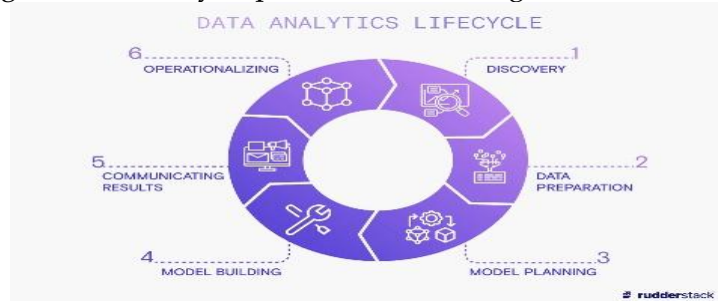 DATA ANALYTICS LIFECYCLE
6
OPERATIONALIZING
1
DISCOVERY
5
COMMUNICATING
RESULTS
2
DATA
PREPARATION
4
MODEL BUILDING
3
MODEL PLANNING
rudderstack